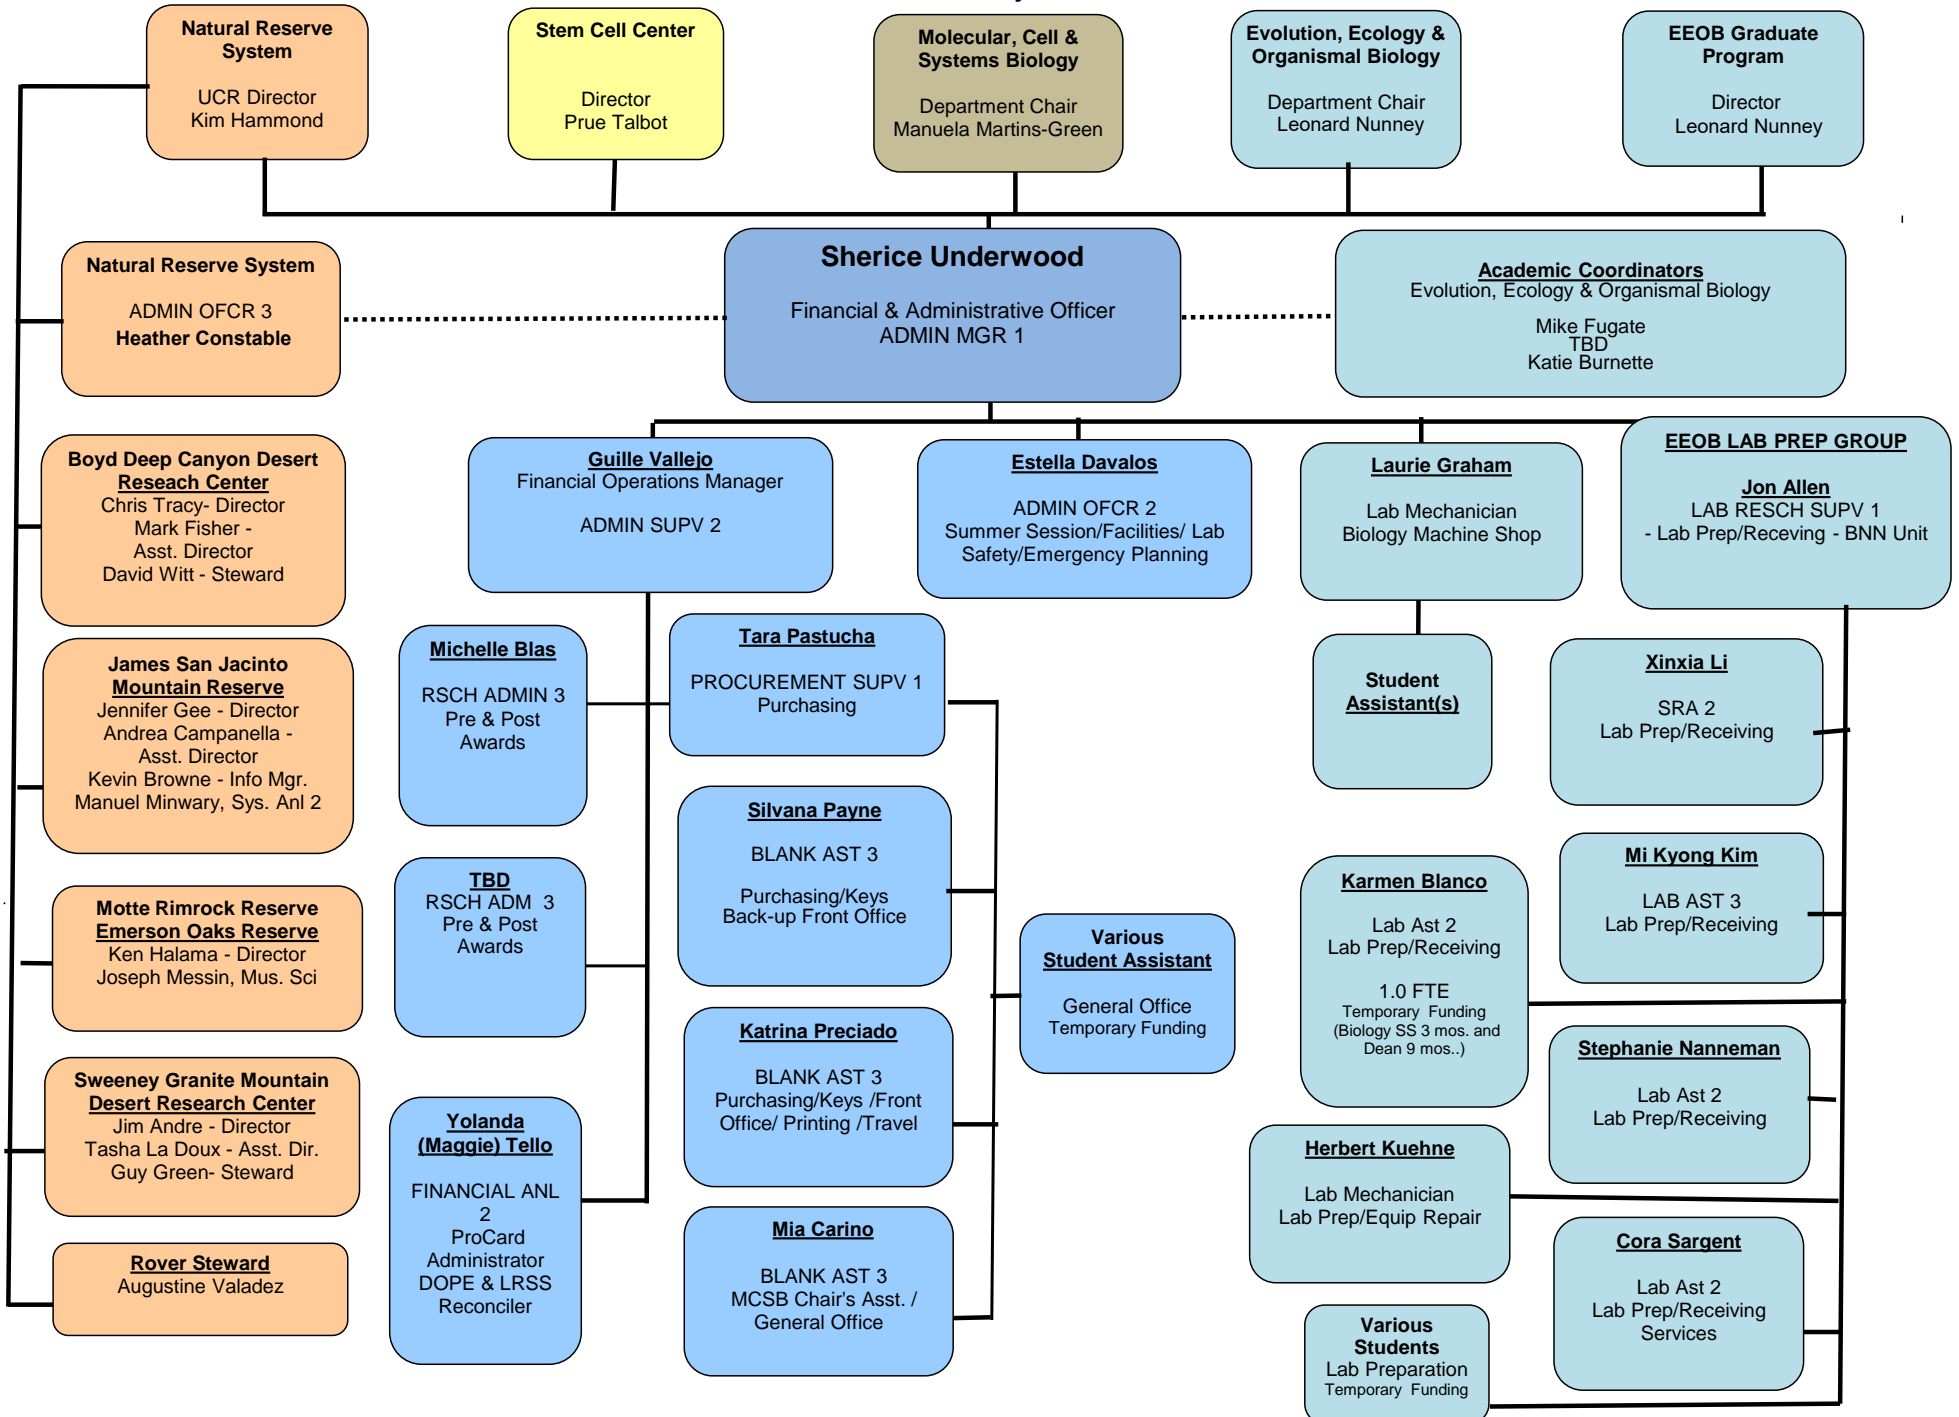 Natural Reserve
System
UCR Director
Kim Hammond
Stem Cell Center
Director
Prue Talbot
Molecular, Cell &
Systems Biology
Department Chair
Manuela Martins-Green
Evolution, Ecology &
Organismal Biology
Department Chair
Leonard Nunney
EEOB Graduate
Program
Director
Leonard Nunney
Natural Reserve System
ADMIN OFCR 3
Heather Constable
Sherice Underwood
Financial & Administrative Officer
ADMIN MGR 1
Academic Coordinators
Evolution, Ecology & Organismal Biology
Mike Fugate
TBD
Katie Burnette
Boyd Deep Canyon Desert
Reseach Center
Chris Tracy- Director
Mark Fisher -
Asst. Director
David Witt - Steward
Guille Vallejo
Financial Operations Manager
ADMIN SUPV 2
Estella Davalos
ADMIN OFCR 2
Summer Session/Facilities/ Lab
Safety/Emergency Planning
Laurie Graham
Lab Mechanician
Biology Machine Shop
EEOB LAB PREP GROUP
Jon Allen
LAB RESCH SUPV 1
- Lab Prep/Receving - BNN Unit
James San Jacinto
Mountain Reserve
Jennifer Gee - Director
Andrea Campanella -
Asst. Director
Kevin Browne - Info Mgr.
Manuel Minwary, Sys. Anl 2
Michelle Blas
RSCH ADMIN 3
Pre & Post
Awards
Tara Pastucha
PROCUREMENT SUPV 1
Purchasing
Student
Assistant(s)
Xinxia Li
SRA 2
Lab Prep/Receiving
Silvana Payne
BLANK AST 3
Purchasing/Keys
Back-up Front Office
Motte Rimrock Reserve
Emerson Oaks Reserve
Ken Halama - Director
Joseph Messin, Mus. Sci
TBD
RSCH ADM  3
Pre & Post
Awards
Various
Student Assistant
General Office
Temporary Funding
Karmen Blanco
Lab Ast 2
Lab Prep/Receiving
1.0 FTE
Temporary  Funding
(Biology SS 3 mos. and
Dean 9 mos..)
Mi Kyong Kim
LAB AST 3
Lab Prep/Receiving
Katrina Preciado
BLANK AST 3
Purchasing/Keys /Front
Office/ Printing /Travel
Stephanie Nanneman
Lab Ast 2
Lab Prep/Receiving
Sweeney Granite Mountain
Desert Research Center
Jim Andre - Director
Tasha La Doux - Asst. Dir.
Guy Green- Steward
Yolanda
(Maggie) Tello
FINANCIAL ANL
2
ProCard
Administrator
DOPE & LRSS
Reconciler
Herbert Kuehne
Lab Mechanician
Lab Prep/Equip Repair
Mia Carino
BLANK AST 3
MCSB Chair's Asst. /
General Office
Cora Sargent
Lab Ast 2
Lab Prep/Receiving
Services
Rover Steward
Augustine Valadez
Various
Students
Lab Preparation
Temporary  Funding